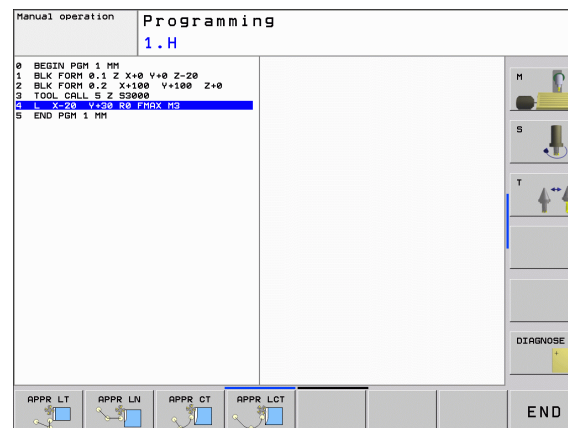 Manual operation
Programming
1.H
0 BEGIN PGM 1 MM
1 BLK FORM 0.1 Z X+0 Y+0 Z-20
2 BLK FORM 0.2 X+100 Y+100 Z+0
3 TOOL CALL 5 Z S3000
4 L X-20 Y+30 R0 FMAX M3
5 END PGM 1 MM
M
S
T
DIAGNOSE
APPR LT
APPR LN
APPR CT
APPR LCT
END